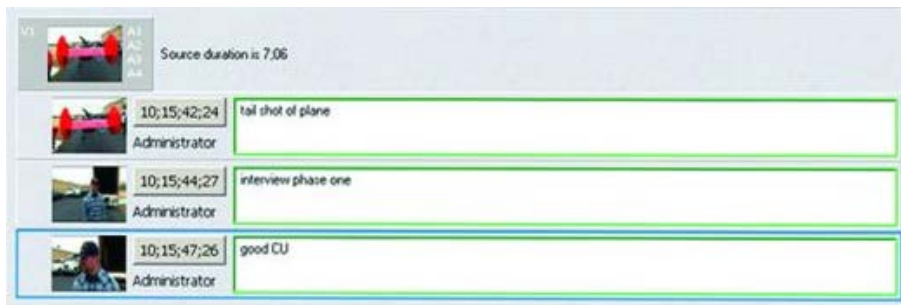 V1
A1
A2
A3
A4
Source duration is 7;06
10;15;42;24
tail shot of plane
Administrator
10;15;44;27
interview phase one
Administrator
10;15;47;26
good CU
Administrator